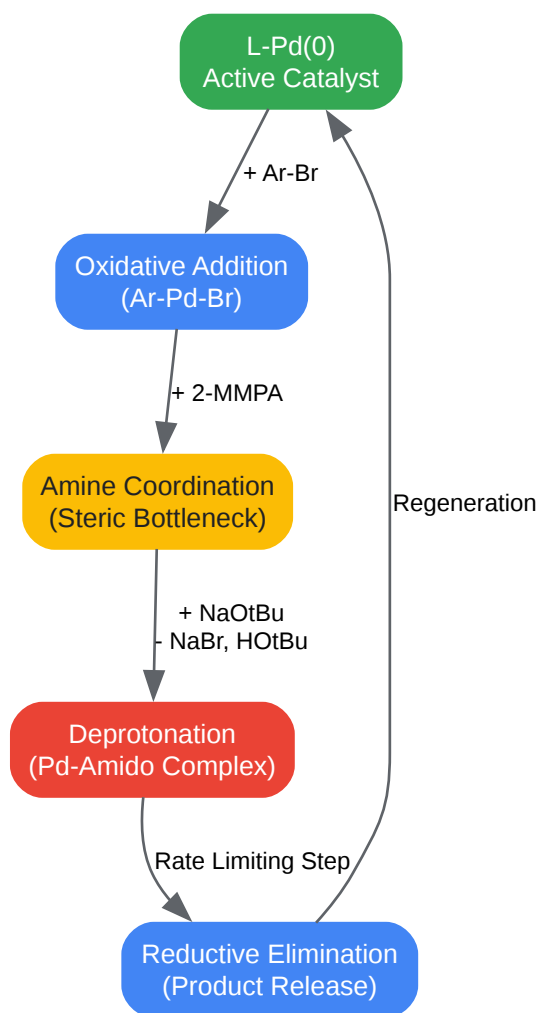 L-Pd(0)
Active Catalyst
+ Ar-Br
Oxidative Addition
(Ar-Pd-Br)
+ 2-MMPA
Amine Coordination
(Steric Bottleneck)
Regeneration
+ NaOtBu
- NaBr, HOtBu
Deprotonation
(Pd-Amido Complex)
Rate Limiting Step
Reductive Elimination
(Product Release)